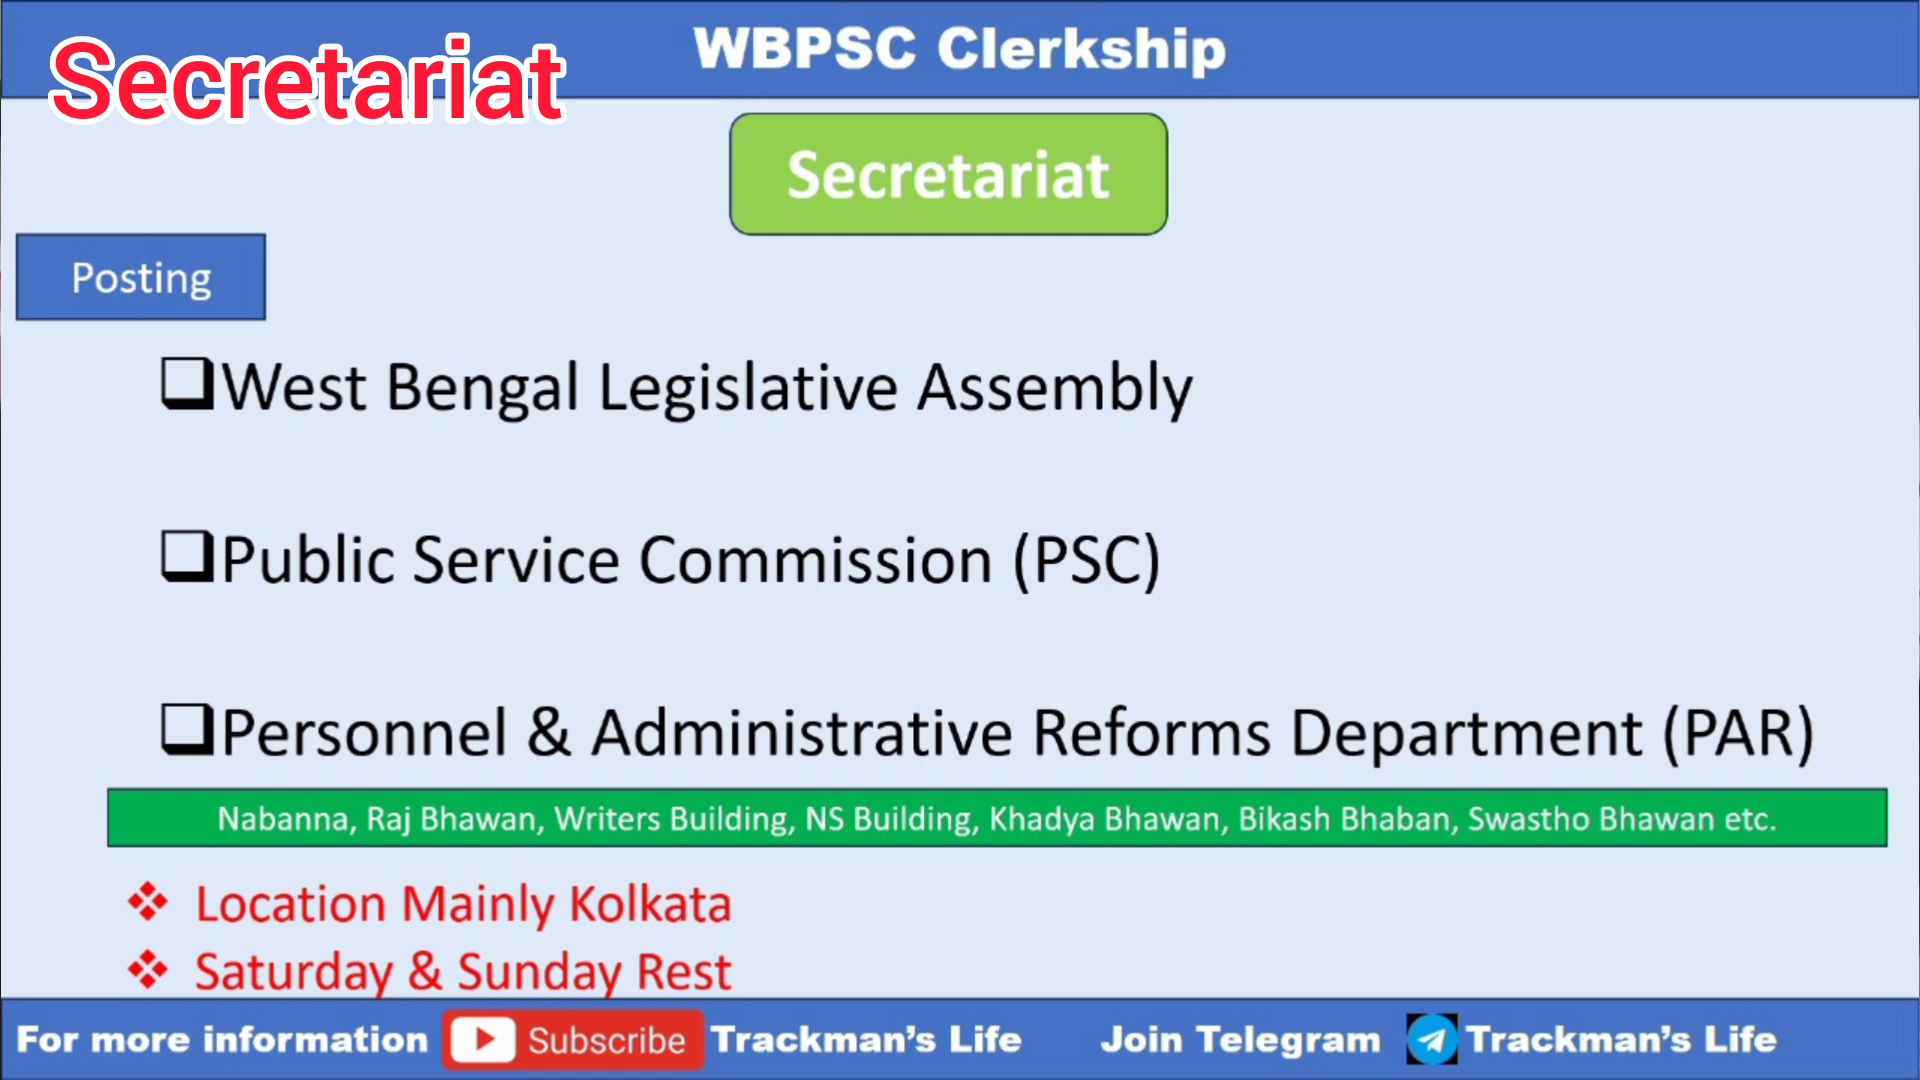 WBPSC Clerkship
Secretariat
Secretariat
Posting
West Bengal Legislative Assembly
Public Service Commission (PSC)
Personnel & Administrative Reforms Department (PAR)
Nabanna, Raj Bhawan, Writers Building, NS Building, Khadya Bhawan, Bikash Bhaban, Swastho Bhawan etc.
Location Mainly Kolkata
Saturday & Sunday Rest
For more information Subscribe Trackman's Life Join Telegram Trackman's Life